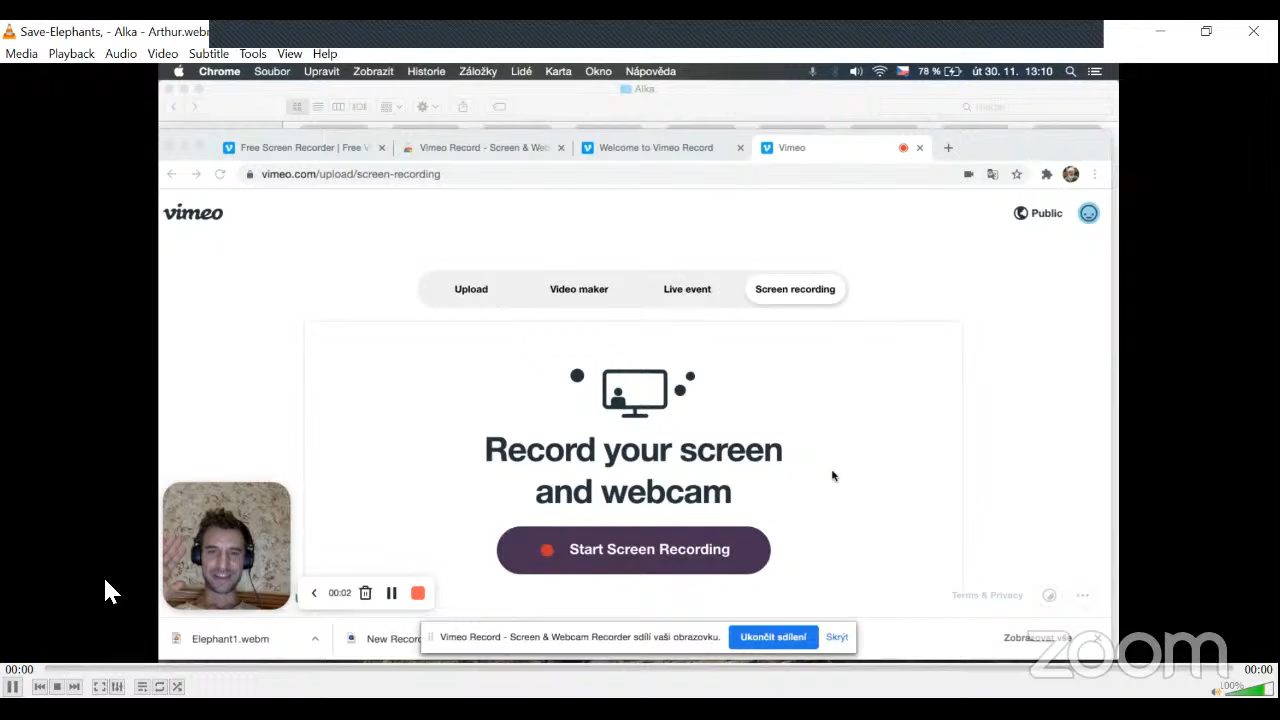 Save-Elephants, - Alka - Arthur.webm
Media Playback Audio Video Subtitle Tools View Help
Chrome Soubor Upravit Zobrazit Historie Záložky Lidé Karta Okno Nápověda 78 % út 30. 11. 13:10
Alka
Hledat
Free Screen Recorder | Free V
Vimeo Record - Screen & Web
Welcome to Vimeo Record
Vimeo
vimeo.com/upload/screen-recording
vimeo
Public
Upload Video maker Live event Screen recording
Record your screen
and webcam
Start Screen Recording
00:02
Terms & Privacy
Elephant1.webm
New Record
Vimeo Record - Screen & Webcam Recorder sdílí vaši obrazovku.
Ukončit sdílení
Skrýt
Zobrazovat vše
zoom
00:00
00:00
100%